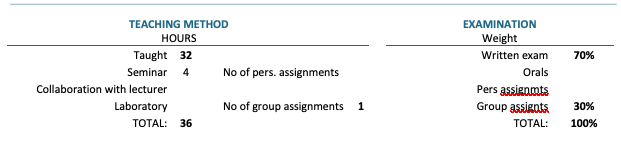 TEACHING METHOD EXAMINATION
HOURS Weight
Taught 32 Written exam 70%
Seminar 4 No of pers. assignments Orals
Collaboration with lecturer Pers assignmts
Laboratory No of group assignments 1 Group assignts 30%
TOTAL: 36 TOTAL: 100%